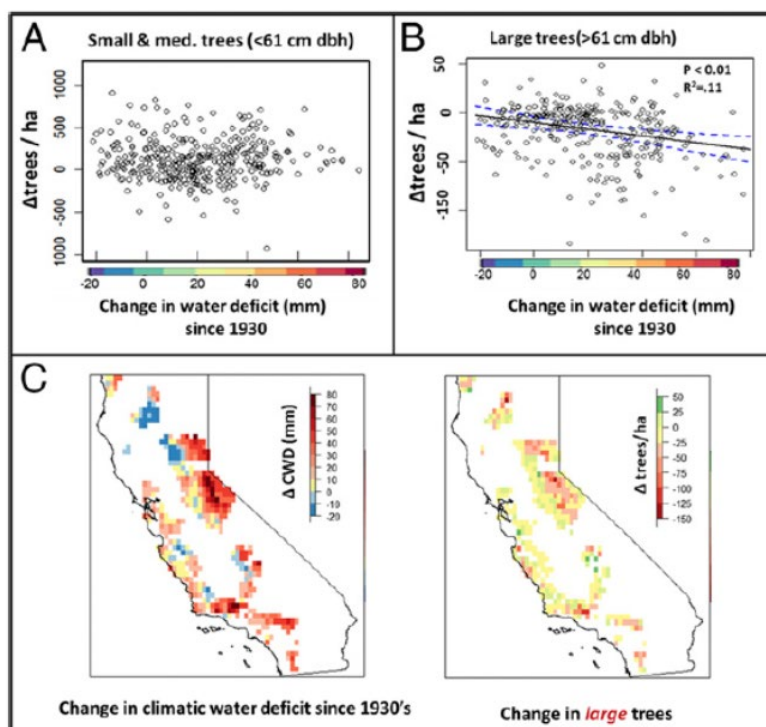 A
Small & med. trees (<61 cm dbh)
Δtrees / ha
1000
500
0
-500
1000
-20 0 20 40 60 80
Change in water deficit (mm)
since 1930
B
Large trees(>61 cm dbh)
P < 0.01
R²=.11
Δtrees/ ha
50
0
-50
-150
-20 0 20 40 60 80
Change in water deficit (mm)
since 1930
C
Δ CWD (mm)
80
70
60
50
40
30
20
10
0
-10
-20
Change in climatic water deficit since 1930's
Δ trees/ha
50
25
0
-25
-50
-75
-100
-125
-150
Change in large trees